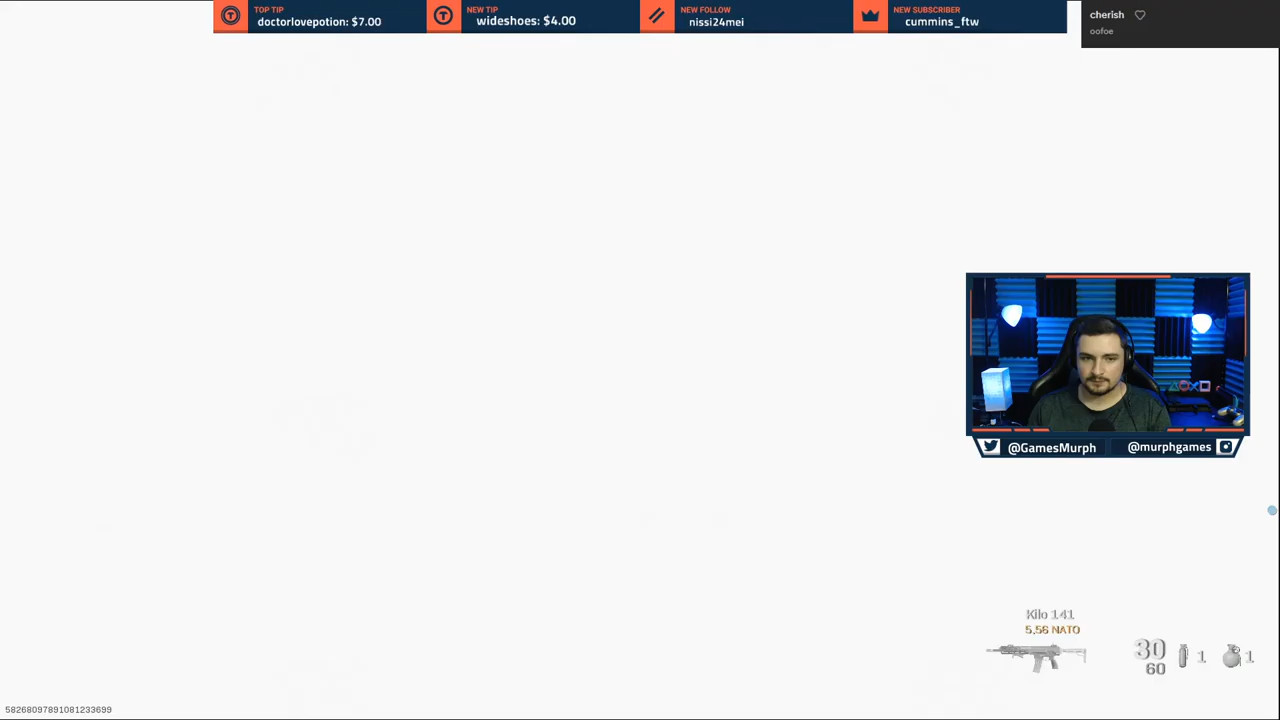 TOP TIP
doctorlovepotion: $7.00
NEW TIP
wideshoes: $4.00
NEW FOLLOW
nissi24mei
NEW SUBSCRIBER
cummins_ftw
cherish
oofoe
@GamesMurph
@murphgames
Kilo 141
5.56 NATO
30
60
1
1
58268097891081233699